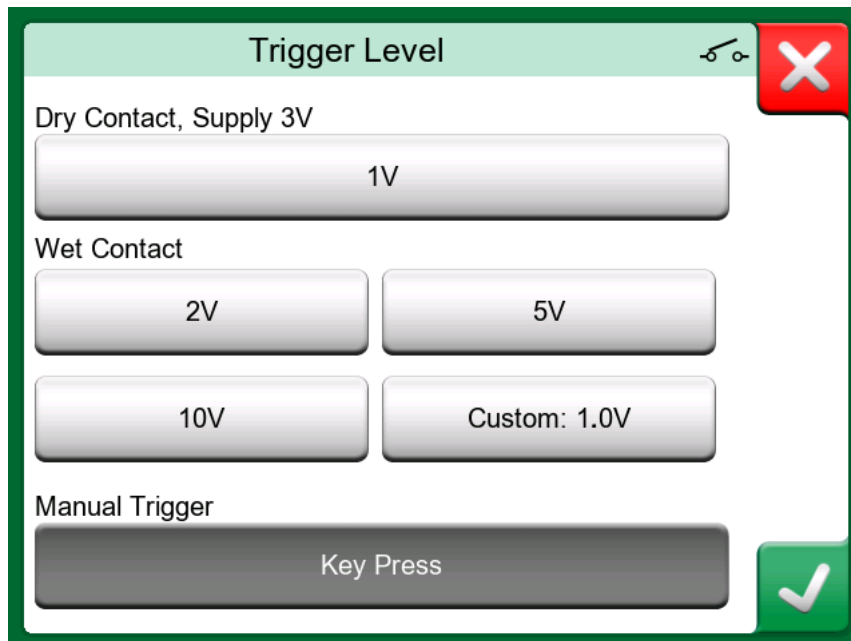 Trigger Level
Dry Contact, Supply 3V
1V
Wet Contact
2V
5V
10V
Custom: 1.0V
Manual Trigger
Key Press